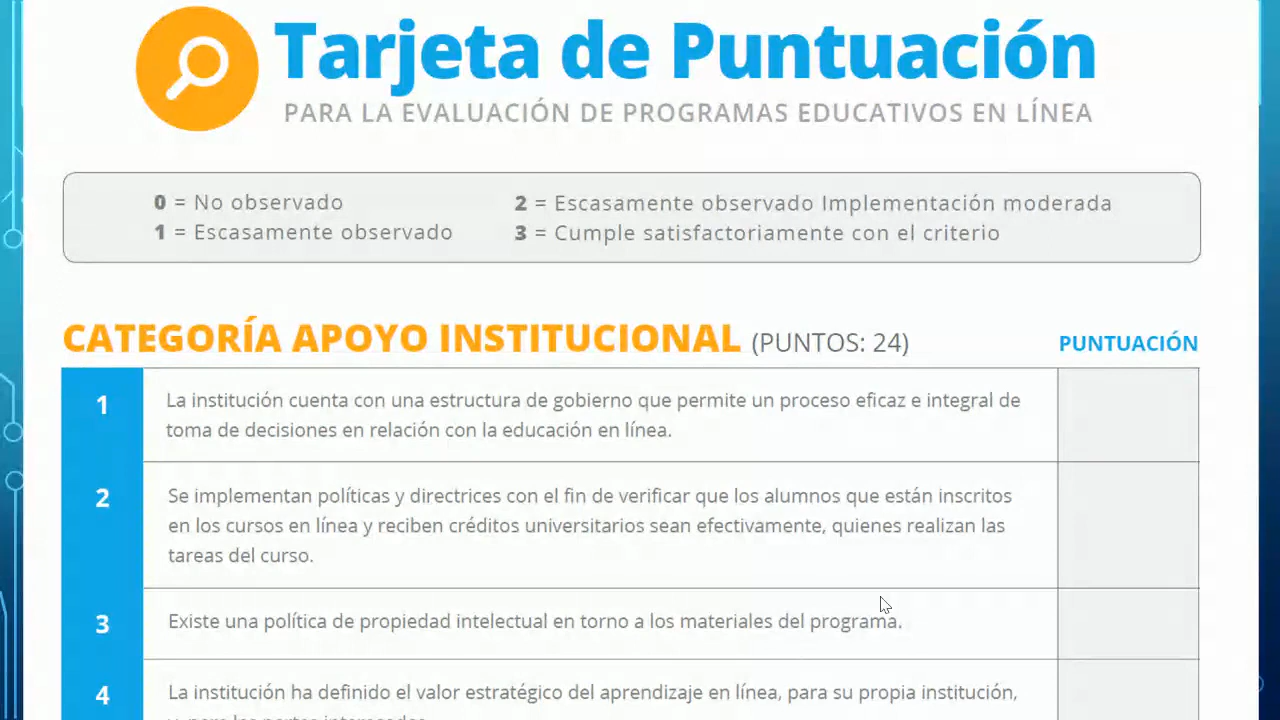 Tarjeta de Puntuación
PARA LA EVALUACIÓN DE PROGRAMAS EDUCATIVOS EN LÍNEA
0 = No observado
1 = Escasamente observado
2 = Escasamente observado Implementación moderada
3 = Cumple satisfactoriamente con el criterio
CATEGORÍA APOYO INSTITUCIONAL (PUNTOS: 24)
PUNTUACIÓN
1
La institución cuenta con una estructura de gobierno que permite un proceso eficaz e integral de
toma de decisiones en relación con la educación en línea.
2
Se implementan políticas y directrices con el fin de verificar que los alumnos que están inscritos
en los cursos en línea y reciben créditos universitarios sean efectivamente, quienes realizan las
tareas del curso.
3
Existe una política de propiedad intelectual en torno a los materiales del programa.
4
La institución ha definido el valor estratégico del aprendizaje en línea, para su propia institución,